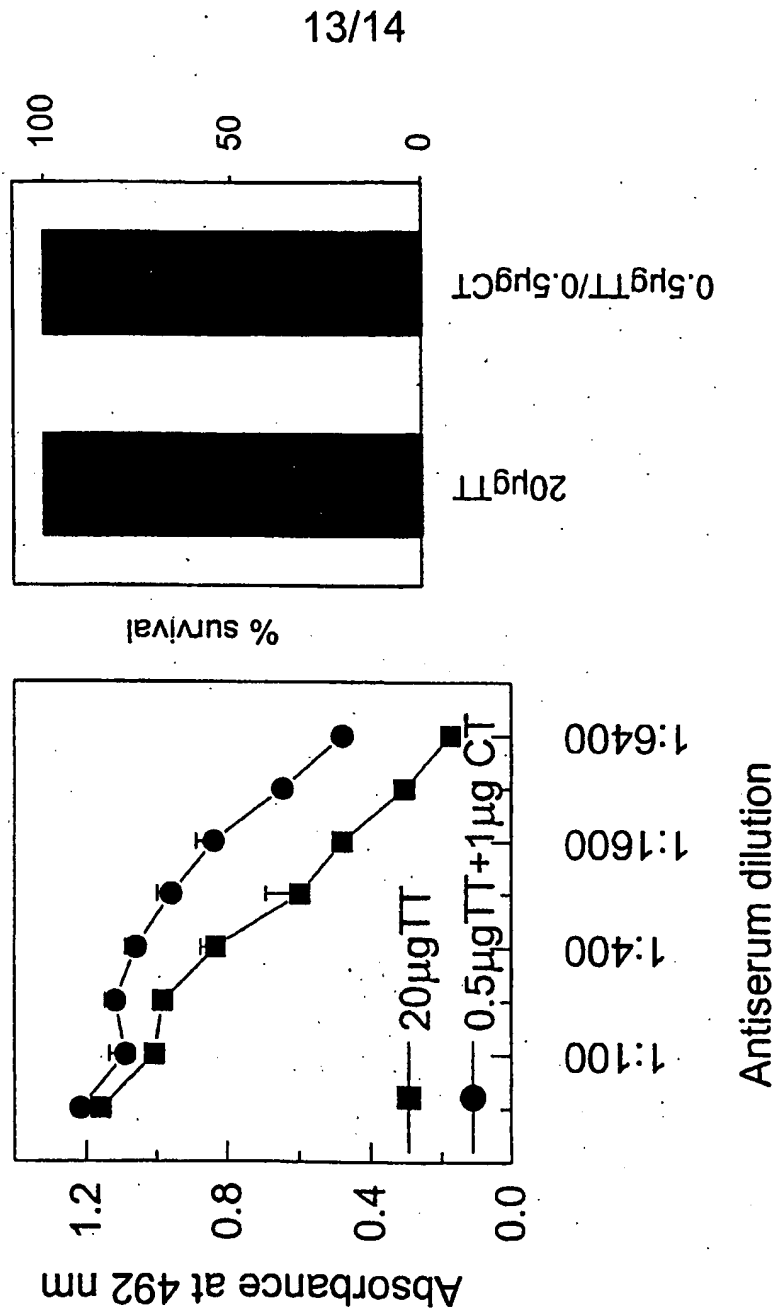 13/14
Absorbance at 492 nm
1.2
0.8
0.4
0.0
20µgTT
0.5µgTT+1µg CT
1:100
1:400
1:1600
1:6400
Antiserum dilution
% survival
100
50
0
20µgTT
0.5µgTT/0.5µgCT